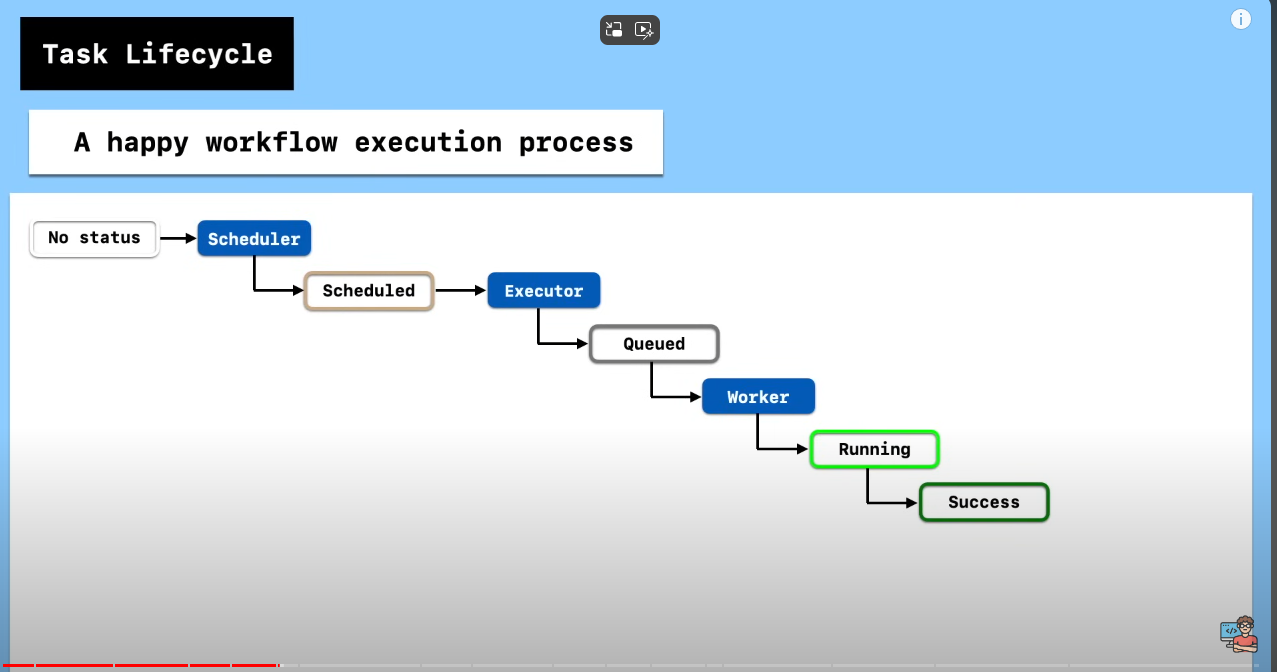 Task Lifecycle
A happy workflow execution process
No status
Scheduler
Scheduled
Executor
Queued
Worker
Running
Success